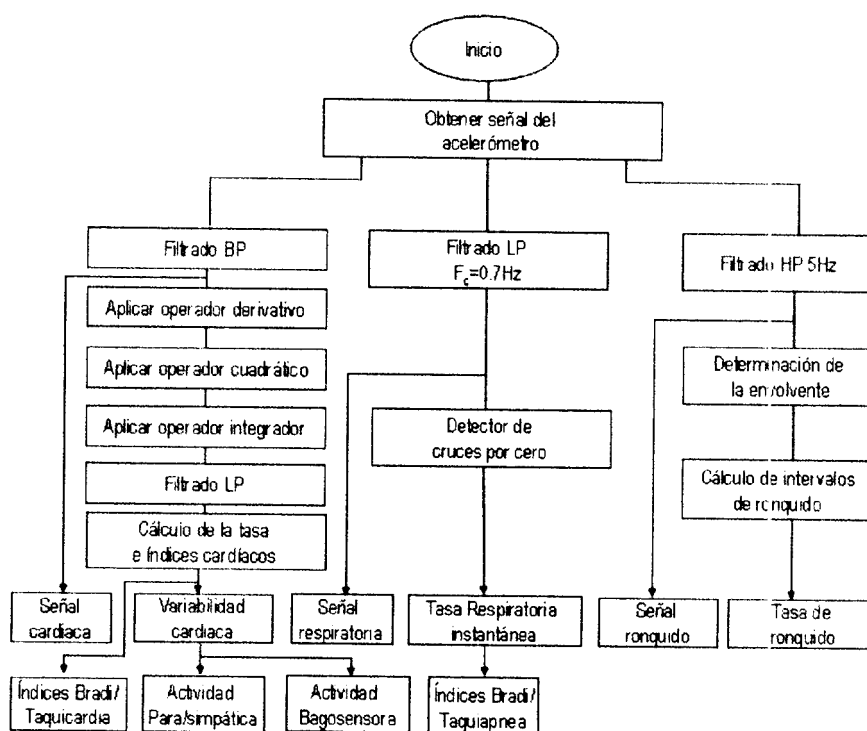 Inicio
Obtener señal del
acelerómetro
Filtrado BP
Aplicar operador derivativo
Aplicar operador cuadrático
Aplicar operador integrador
Filtrado LP
Cálculo de la tasa
e índices cardíacos
Filtrado LP
Fc=0.7Hz
Detector de
cruces por cero
Filtrado HP 5Hz
Determinación de
la envolvente
Cálculo de intervalos
de ronquido
Señal
cardiaca
Variabilidad
cardiaca
Señal
respiratoria
Tasa Respiratoria
instantánea
Señal
ronquido
Tasa de
ronquido
Índices Bradi/
Taquicardia
Actividad
Para/simpática
Actividad
Bagosensora
Índices Bradi/
Taquiapnea